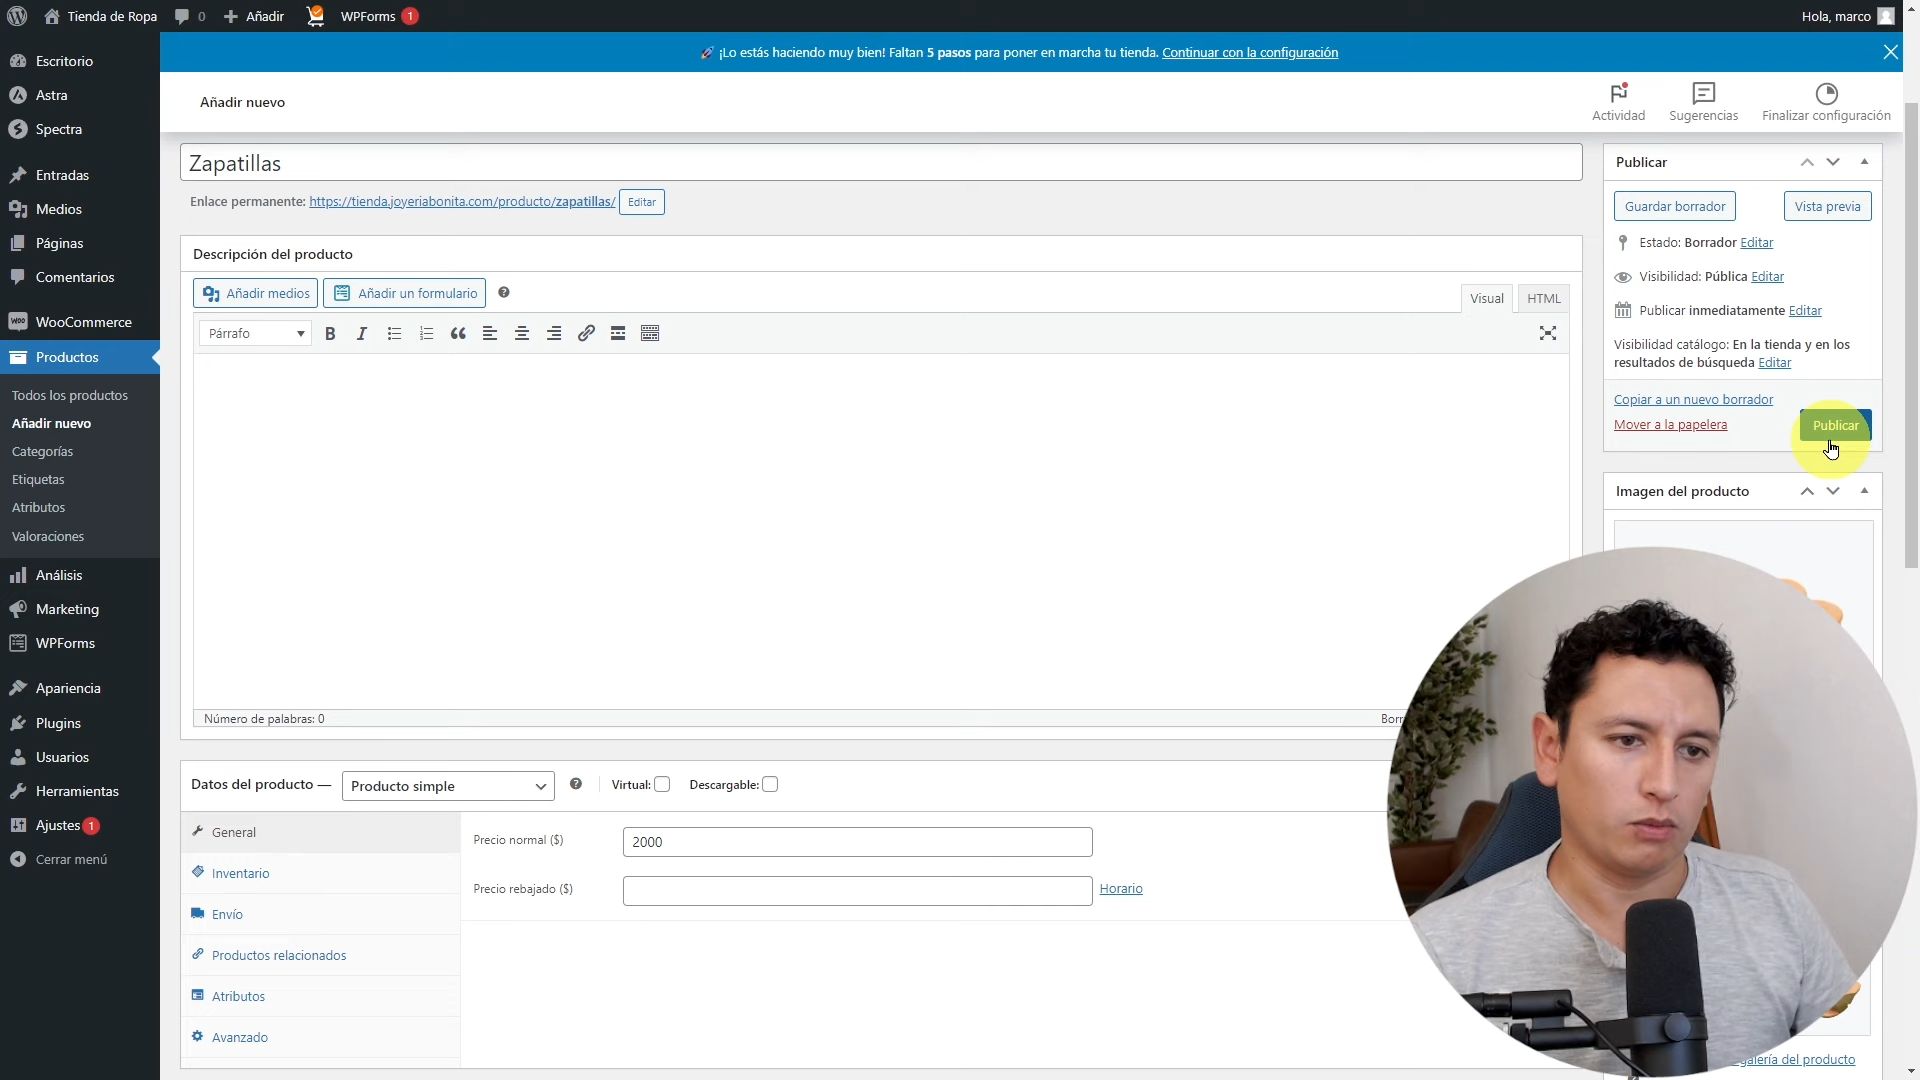 Tienda de Ropa
0
Añadir
WPForms 1
Hola, marco
¡Lo estás haciendo muy bien! Faltan 5 pasos para poner en marcha tu tienda. Continuar con la configuración
Añadir nuevo
Actividad
Sugerencias
Finalizar configuración
Escritorio
Astra
Spectra
Entradas
Medios
Páginas
Comentarios
WooCommerce
Productos
Todos los productos
Añadir nuevo
Categorías
Etiquetas
Atributos
Valoraciones
Análisis
Marketing
WPForms
Apariencia
Plugins
Usuarios
Herramientas
Ajustes 1
Cerrar menú
Zapatillas
Enlace permanente: https://tienda.joyeriabonita.com/producto/zapatillas/ Editar
Descripción del producto
Añadir medios
Añadir un formulario
Visual
HTML
Párrafo
Número de palabras: 0
Datos del producto —
Producto simple
Virtual:
Descargable:
General
Inventario
Envío
Productos relacionados
Atributos
Avanzado
Precio normal ($)
2000
Precio rebajado ($)
Horario
Publicar
Guardar borrador
Vista previa
Estado: Borrador Editar
Visibilidad: Pública Editar
Publicar inmediatamente Editar
Visibilidad catálogo: En la tienda y en los
resultados de búsqueda Editar
Copiar a un nuevo borrador
Mover a la papelera
Publicar
Imagen del producto
galería del producto